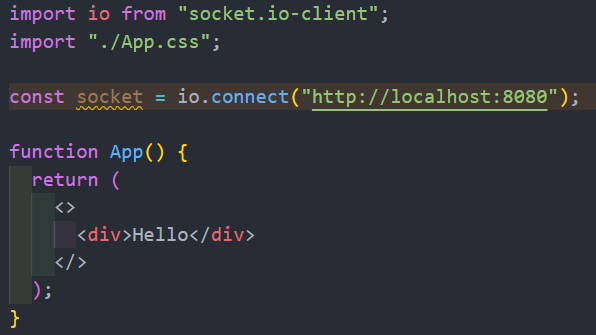 import io from "socket.io-client";
import "./App.css";
const socket = io.connect("http://localhost:8080");
function App() {
return (
<>
<div>Hello</div>
</>
);
}